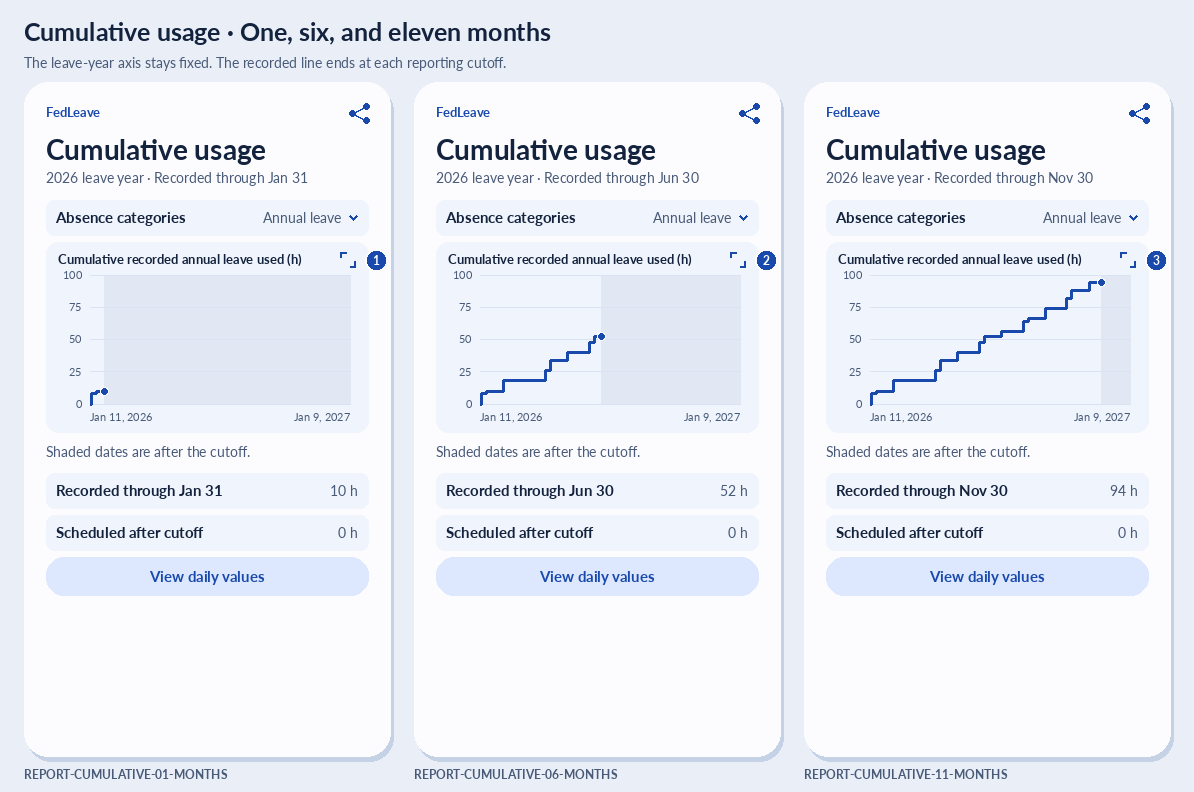 Cumulative usage · One, six, and eleven months
The leave-year axis stays fixed. The recorded line ends at each reporting cutoff.
FedLeave
Cumulative usage
2026 leave year · Recorded through Jan 31
Absence categories Annual leave
Cumulative recorded annual leave used (h) 1
100
75
50
25
0
Jan 11, 2026 Jan 9, 2027
Shaded dates are after the cutoff.
Recorded through Jan 31 10 h
Scheduled after cutoff 0 h
View daily values
REPORT-CUMULATIVE-01-MONTHS
FedLeave
Cumulative usage
2026 leave year · Recorded through Jun 30
Absence categories Annual leave
Cumulative recorded annual leave used (h) 2
100
75
50
25
0
Jan 11, 2026 Jan 9, 2027
Shaded dates are after the cutoff.
Recorded through Jun 30 52 h
Scheduled after cutoff 0 h
View daily values
REPORT-CUMULATIVE-06-MONTHS
FedLeave
Cumulative usage
2026 leave year · Recorded through Nov 30
Absence categories Annual leave
Cumulative recorded annual leave used (h) 3
100
75
50
25
0
Jan 11, 2026 Jan 9, 2027
Shaded dates are after the cutoff.
Recorded through Nov 30 94 h
Scheduled after cutoff 0 h
View daily values
REPORT-CUMULATIVE-11-MONTHS